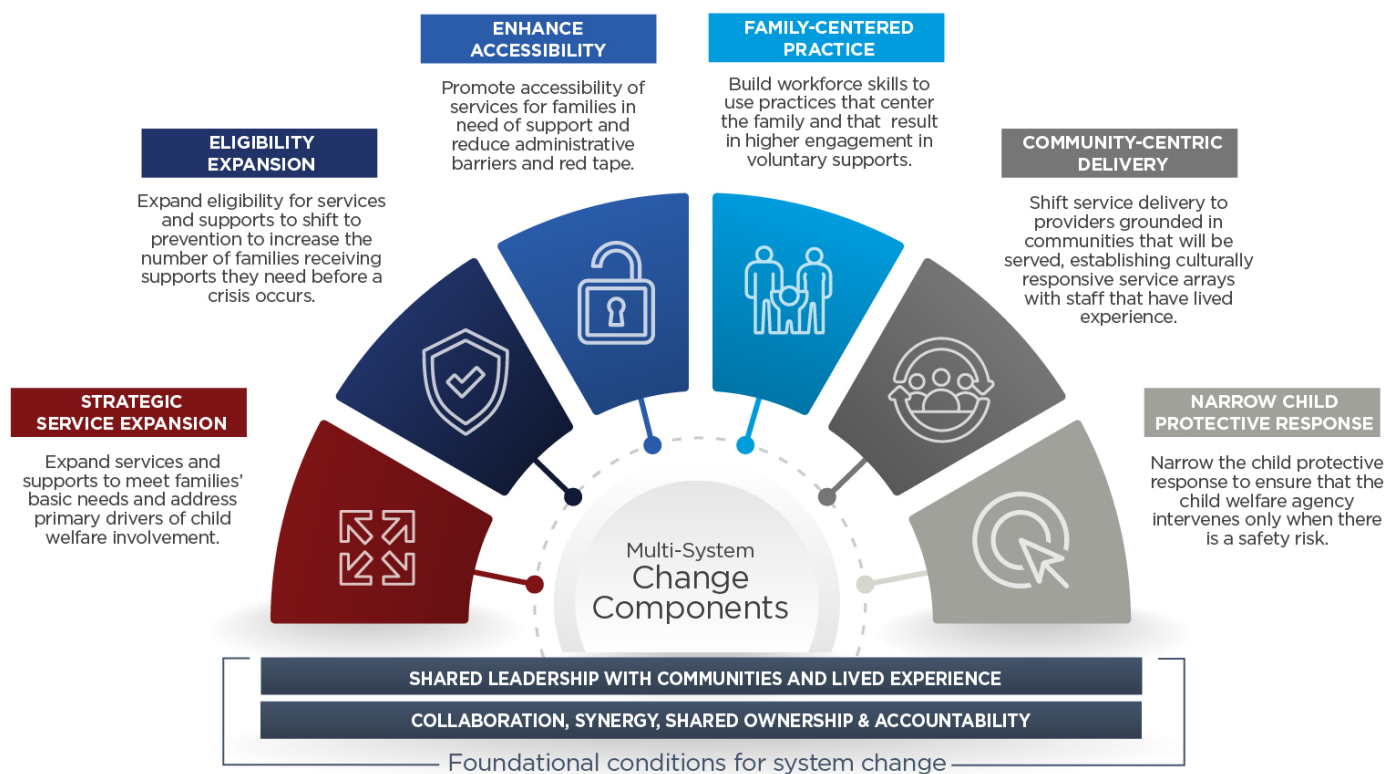 ENHANCE
ACCESSIBILITY
Promote accessibility of
services for families in
need of support and
reduce administrative
barriers and red tape.
FAMILY-CENTERED
PRACTICE
Build workforce skills to
use practices that center
the family and that result
in higher engagement in
voluntary supports.
ELIGIBILITY
EXPANSION
Expand eligibility for services
and supports to shift to
prevention to increase the
number of families receiving
supports they need before a
crisis occurs.
COMMUNITY-CENTRIC
DELIVERY
Shift service delivery to
providers grounded in
communities that will be
served, establishing culturally
responsive service arrays
with staff that have lived
experience.
STRATEGIC
SERVICE EXPANSION
Expand services and
supports to meet families'
basic needs and address
primary drivers of child
welfare involvement.
NARROW CHILD
PROTECTIVE RESPONSE
Narrow the child protective
response to ensure that the
child welfare agency
intervenes only when there
is a safety risk.
Multi-System
Change
Components
SHARED LEADERSHIP WITH COMMUNITIES AND LIVED EXPERIENCE
COLLABORATION, SYNERGY, SHARED OWNERSHIP & ACCOUNTABILITY
Foundational conditions for system change